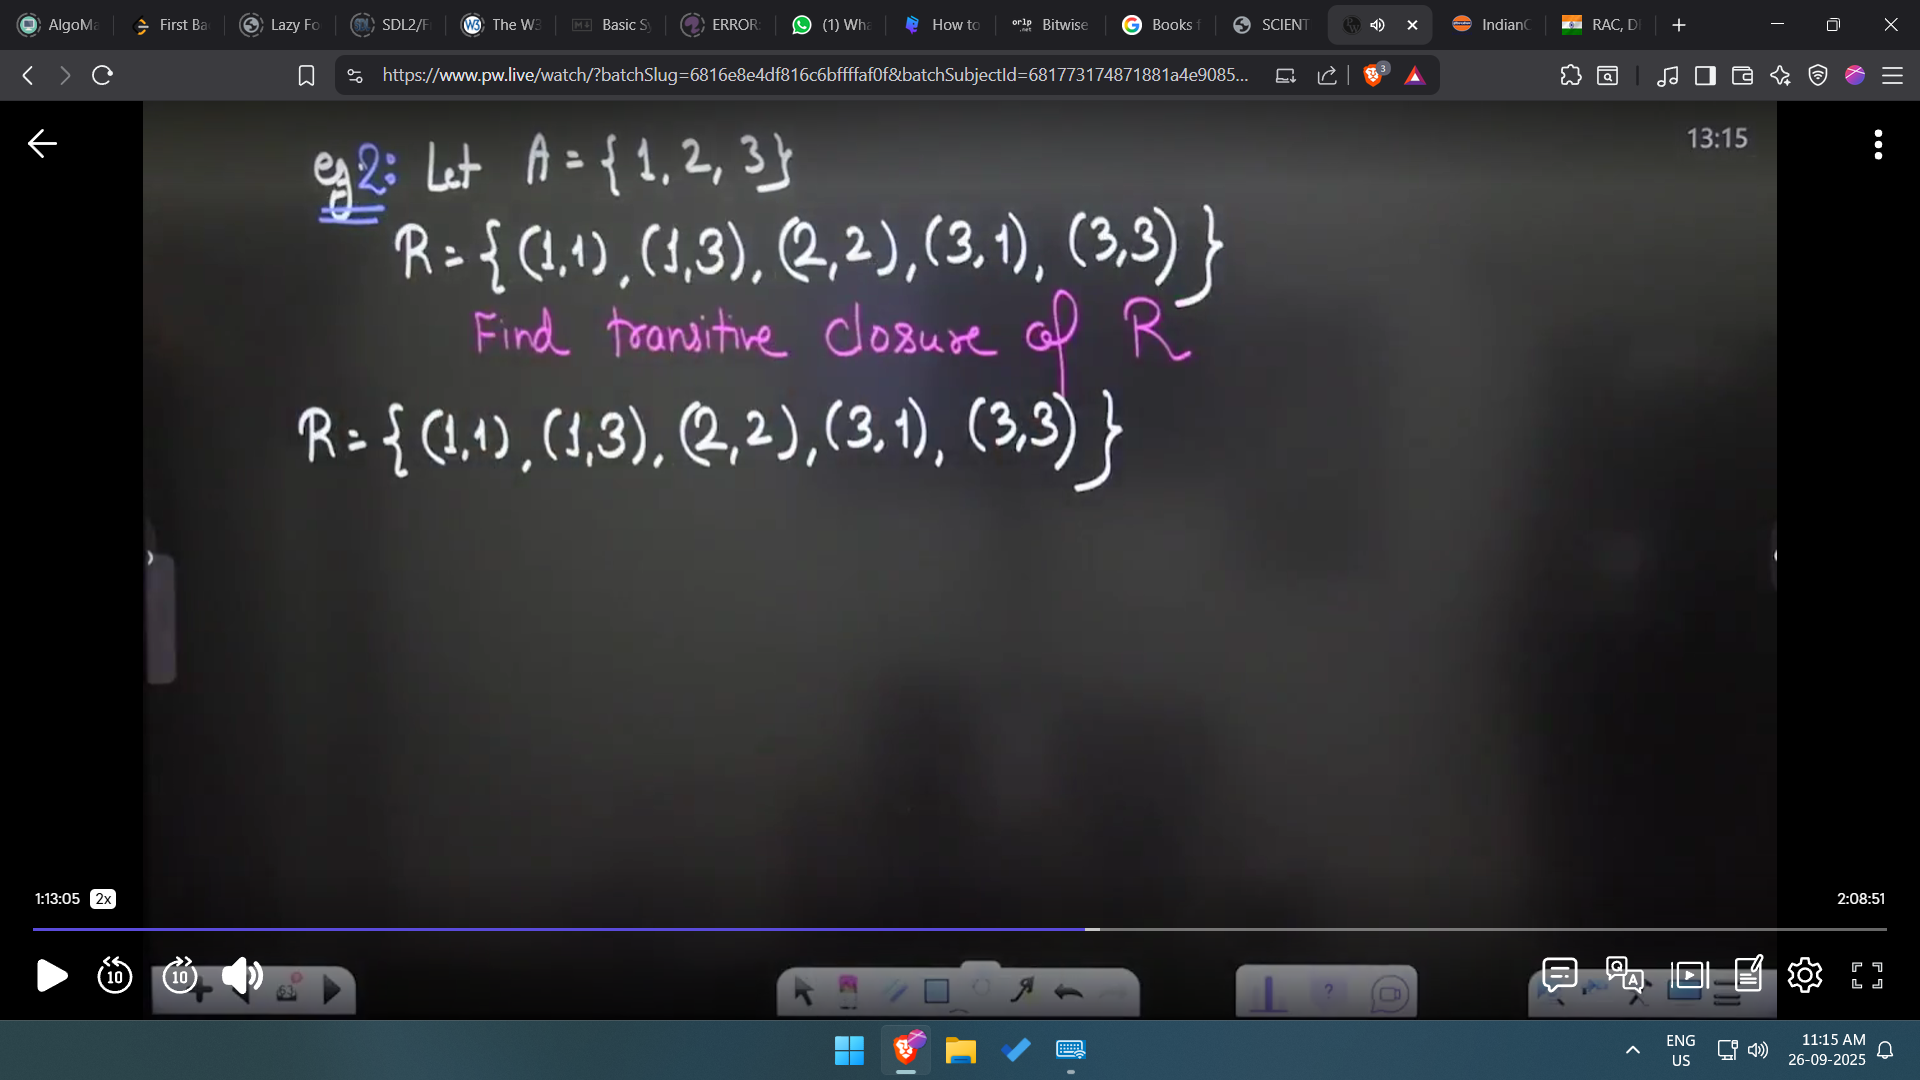 AlgoMa
First Ba
Lazy Fo
SDL2/F
The W3
Basic Sy
ERROR:
(1) Wha
How to
Bitwise
Books f
SCIENT
IndianC
RAC, D
https://www.pw.live/watch/?batchSlug=6816e8e4df816c6bffffaf0f&batchSubjectId=681773174871881a4e9085...
3
13:15
eg2: Let A = { 1, 2, 3}
R = { (1,1), (1,3), (2,2), (3,1), (3,3) }
Find transitive closure of R
R = { (1,1), (1,3), (2,2), (3,1), (3,3) }
1:13:05 2x
2:08:51
10
10
63
?
ENG
US
11:15 AM
26-09-2025